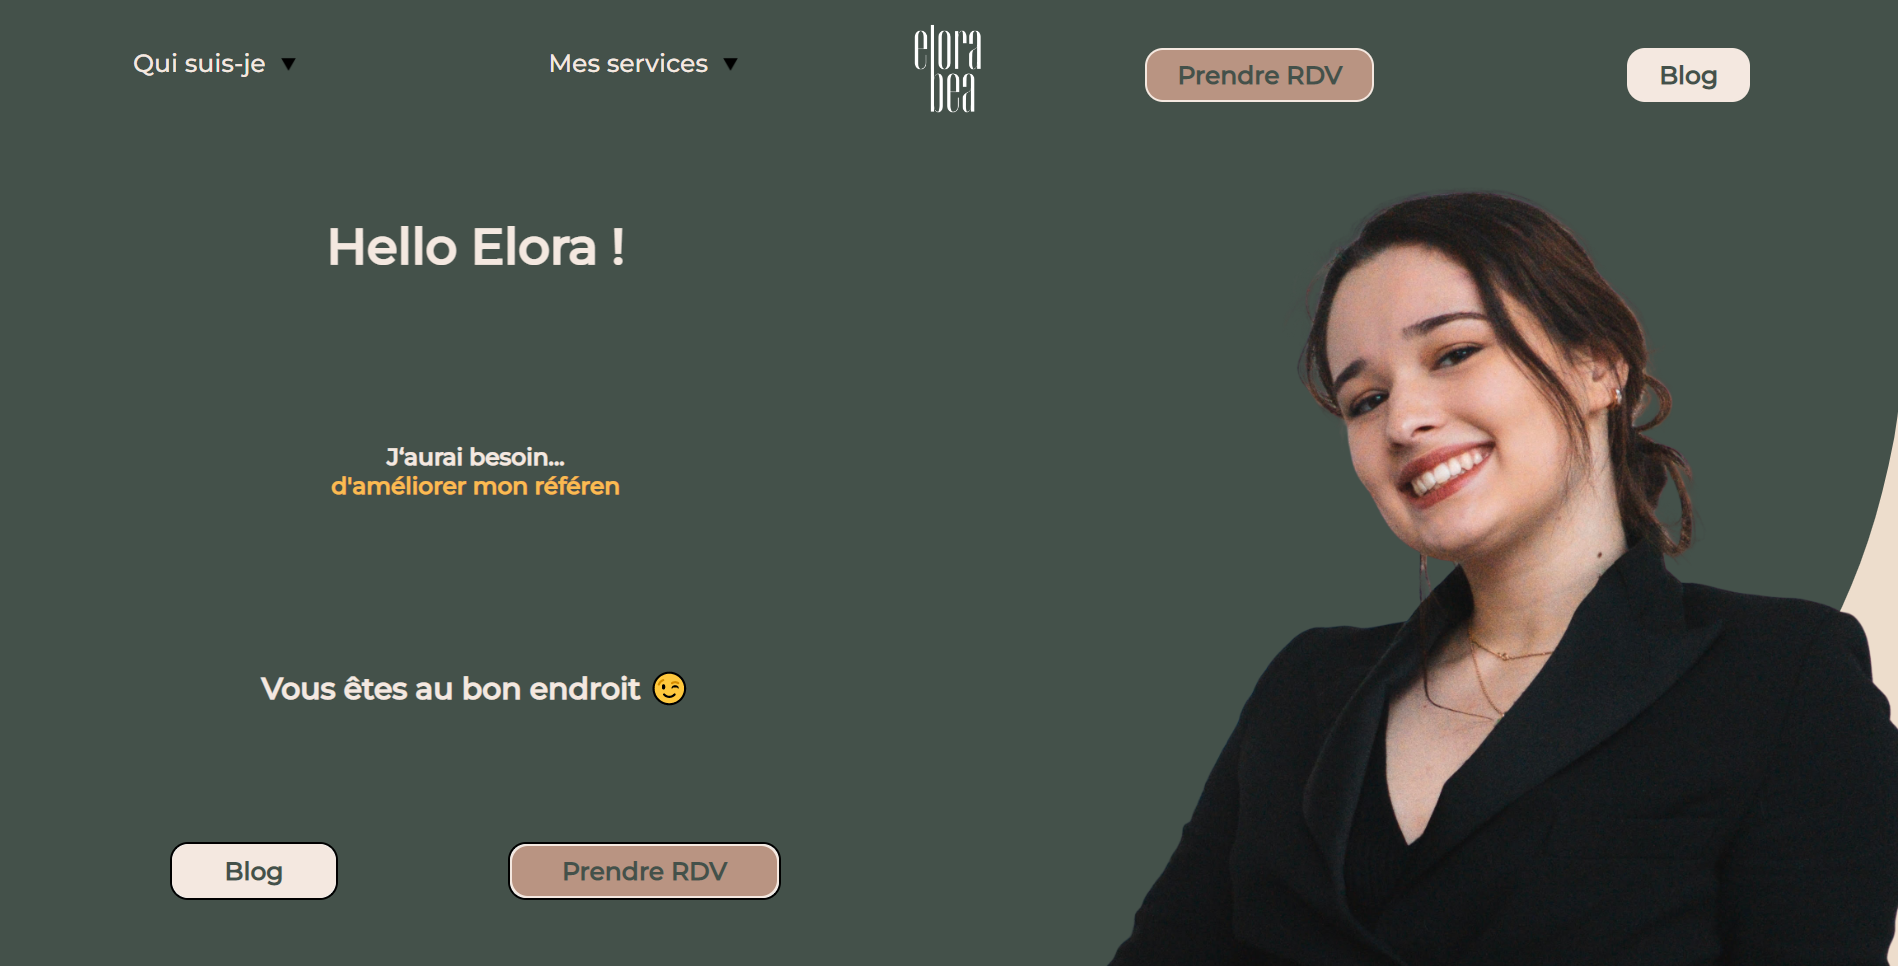 Qui suis-je ▼
Mes services ▼
elora
bea
Prendre RDV
Blog
Hello Elora !
J‘aurai besoin...
d'améliorer mon référen
Vous êtes au bon endroit 😉
Blog
Prendre RDV